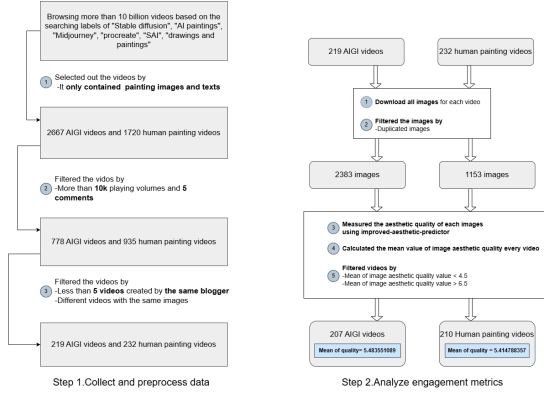 Browsing more than 10 billion videos based on the
searching labels of "Stable diffusion", "AI paintings",
"Midjourney", "procreate", "SAI", "drawings and
paintings"
1
Selected out the videos by
-It only contained painting images and texts
2667 AIGI videos and 1720 human painting videos
2
Filtered the vidos by
-More than 10k playing volumes and 5
comments
778 AIGI videos and 935 human painting videos
3
Filtered the videos by
-Less than 5 videos created by the same blogger
-Different videos with the same images
219 AIGI videos and 232 human painting videos
Step 1.Collect and preprocess data
219 AIGI videos
232 human painting videos
1
Download all images for each video
2
Filtered the images by
-Duplicated images
2383 images
1153 images
3
Measured the aesthetic quality of each images
using improved-aesthetic-predictor
4
Calculated the mean value of image aesthetic quality every video
5
Filtered videos by
-Mean of image aesthetic quality value < 4.5
-Mean of image aesthetic quality value > 6.5
207 AIGI videos
Mean of quality= 5.483551089
210 Human painting videos
Mean of quality = 5.414788357
Step 2.Analyze engagement metrics